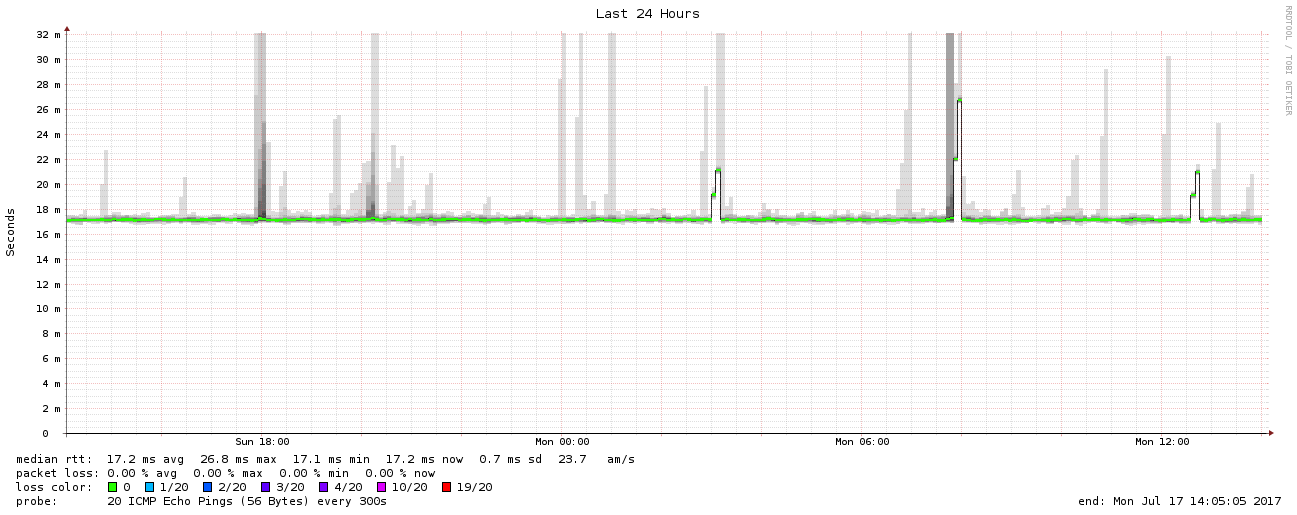 Last 24 Hours
RRDTOOL / TOBI OETIKER
Seconds
32 m
30 m
28 m
26 m
24 m
22 m
20 m
18 m
16 m
14 m
12 m
10 m
8 m
6 m
4 m
2 m
0
Sun 18:00 Mon 00:00 Mon 06:00 Mon 12:00
median rtt: 17.2 ms avg 26.8 ms max 17.1 ms min 17.2 ms now 0.7 ms sd 23.7 am/s
packet loss: 0.00 % avg 0.00 % max 0.00 % min 0.00 % now
loss color: 0 1/20 2/20 3/20 4/20 10/20 19/20
probe: 20 ICMP Echo Pings (56 Bytes) every 300s end: Mon Jul 17 14:05:05 2017